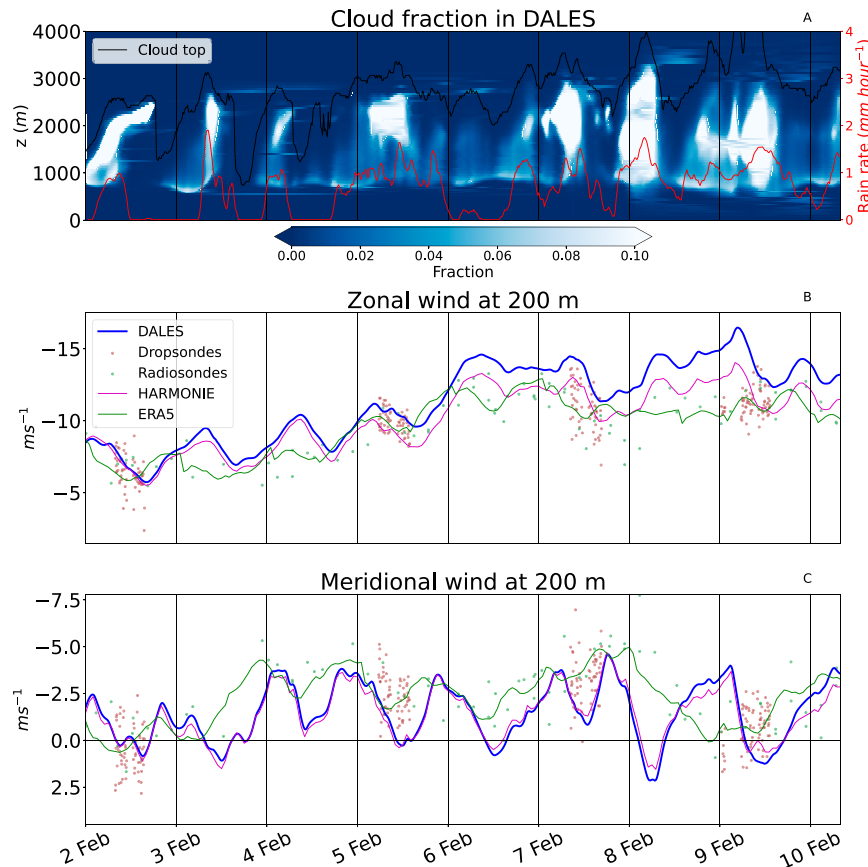 Cloud fraction in DALES
A
Cloud top
4000
3000
2000
1000
0
z (m)
4
3
2
1
0
Rain rate (mm hour⁻¹)
0.00 0.02 0.04 0.06 0.08 0.10
Fraction
Zonal wind at 200 m
B
DALES
Dropsondes
Radiosondes
HARMONIE
ERA5
−15
−10
−5
ms⁻¹
Meridional wind at 200 m
C
−7.5
−5.0
−2.5
0.0
2.5
ms⁻¹
2 Feb 3 Feb 4 Feb 5 Feb 6 Feb 7 Feb 8 Feb 9 Feb 10 Feb